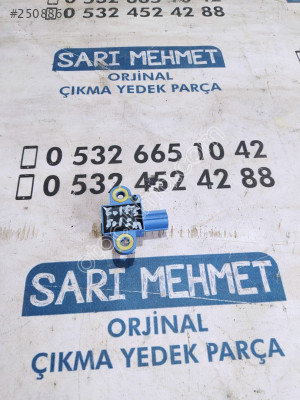 #250886
0 532 665 10 42
0 532 452 42 88
SARI MEHMET
ORJİNAL
ÇIKMA YEDEK PARÇA
0 532 665 10 42
0 532 452 42 88
SARI MEHMET
ORJİNAL
ÇIKMA YEDEK PARÇA